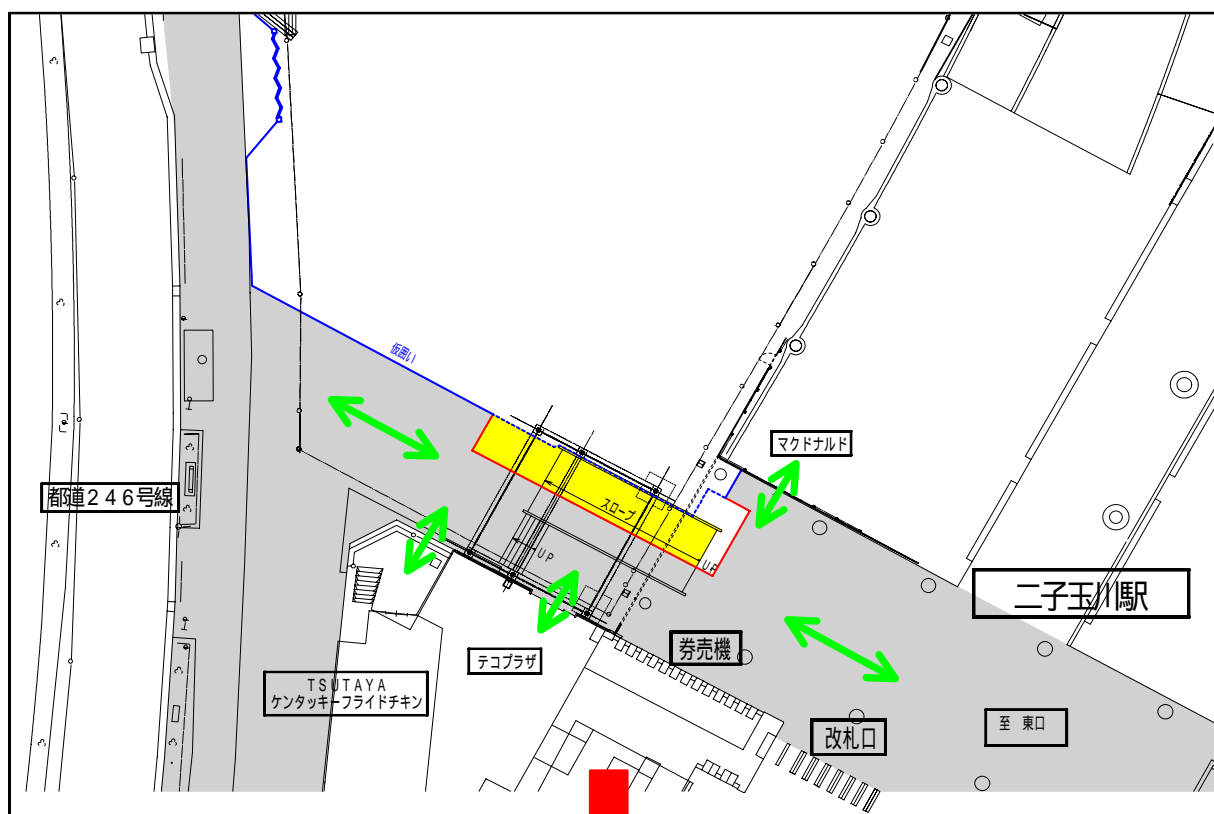 仮囲い
マクドナルド
都道246号線
スロープ
UP
UP
二子玉川駅
券売機
テコプラザ
TSUTAYA
ケンタッキーフライドチキン
改札口
至 東口